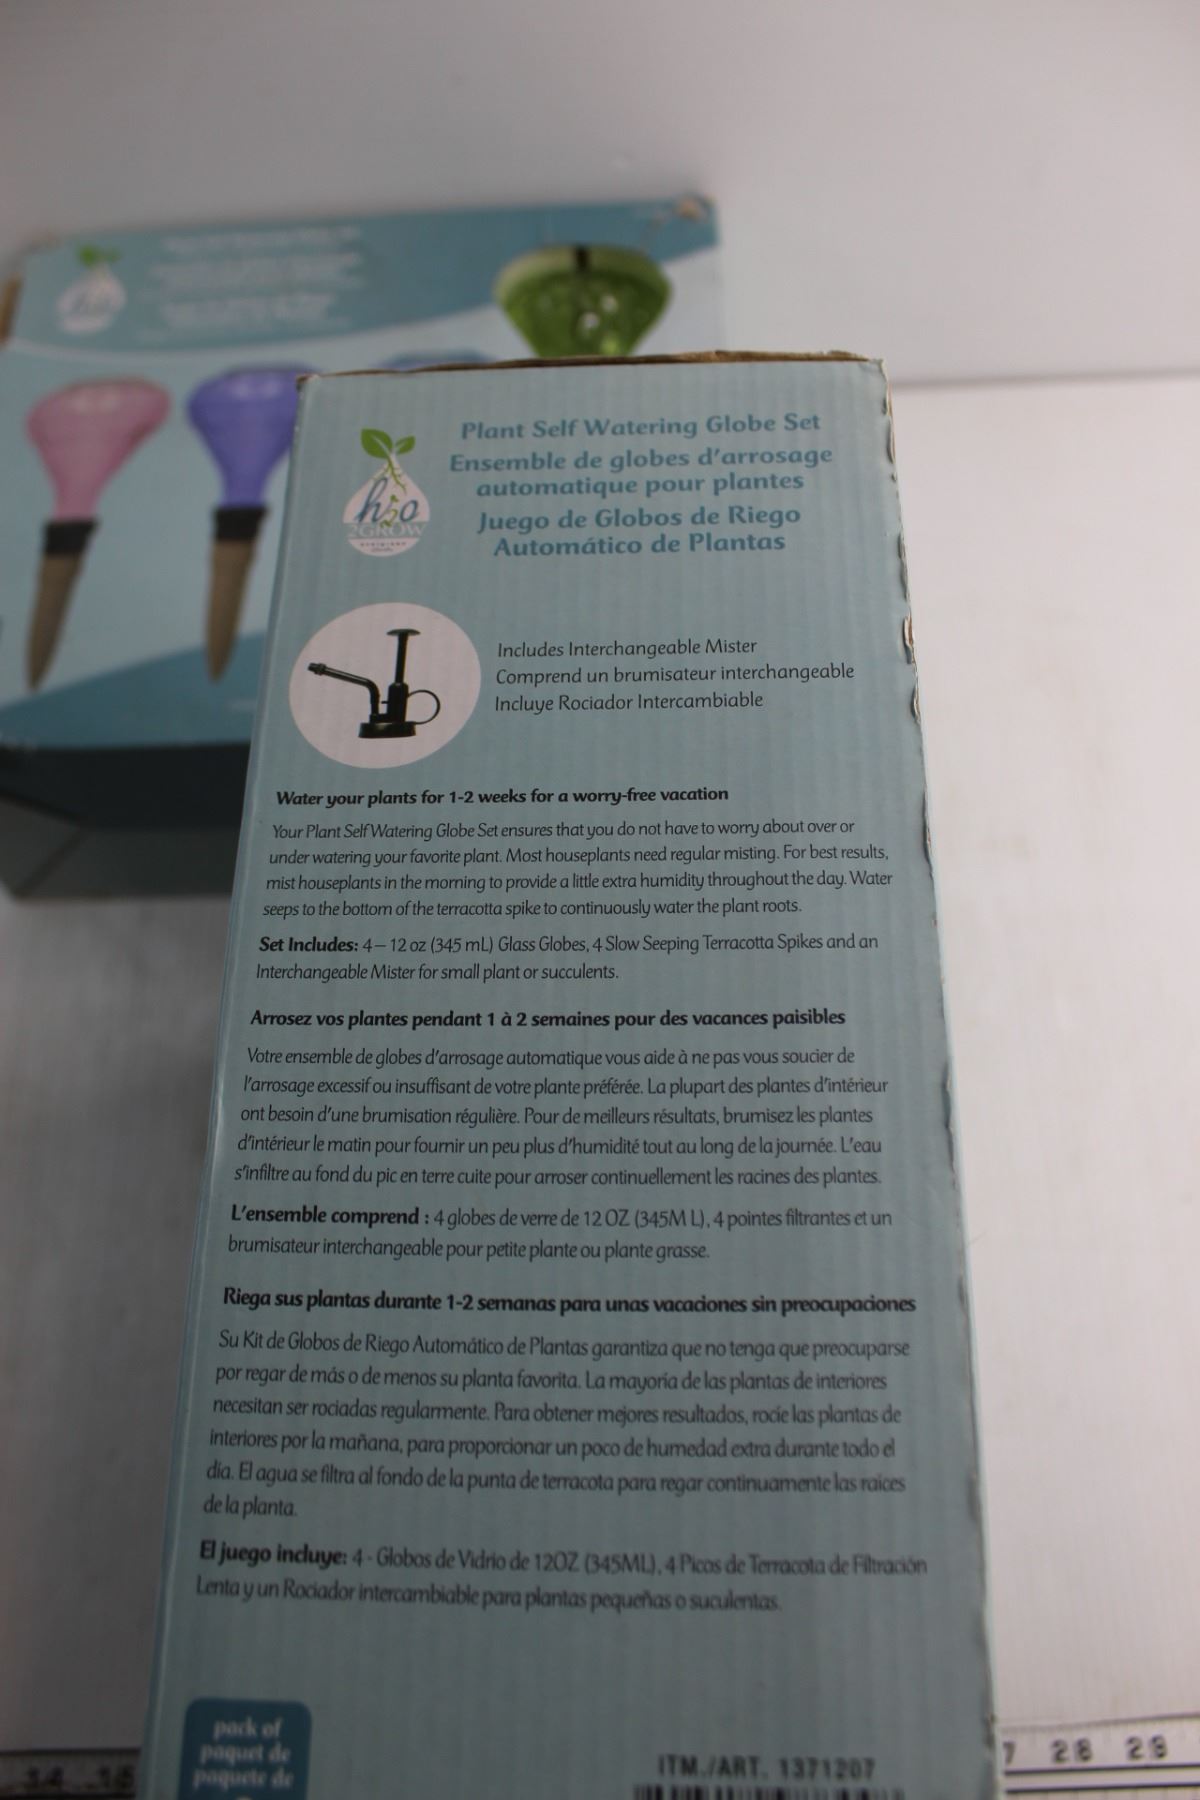 Plant Self Watering Globe Set
Ensemble de globes d'arrosage
automatique pour plantes
Juego de Globos de Riego
Automático de Plantas
h2o
2GROW
Includes Interchangeable Mister
Comprend un brumisateur interchangeable
Incluye Rociador Intercambiable
Water your plants for 1-2 weeks for a worry-free vacation
Your Plant Self Watering Globe Set ensures that you do not have to worry about over or
under watering your favorite plant. Most houseplants need regular misting. For best results,
mist houseplants in the morning to provide a little extra humidity throughout the day. Water
seeps to the bottom of the terracotta spike to continuously water the plant roots.
Set Includes: 4– 12 oz (345 mL) Glass Globes, 4 Slow Seeping Terracotta Spikes and an
Interchangeable Mister for small plant or succulents.
Arrosez vos plantes pendant 1 à 2 semaines pour des vacances paisibles
Votre ensemble de globes d'arrosage automatique vous aide à ne pas vous soucier de
l'arrosage excessif ou insuffisant de votre plante préférée. La plupart des plantes d'intérieur
ont besoin d'une brumisation régulière. Pour de meilleurs résultats, brumisez les plantes
d'intérieur le matin pour fournir un peu plus d'humidité tout au long de la journée. L'eau
s'infiltre au fond du pic en terre cuite pour arroser continuellement les racines des plantes.
L'ensemble comprend : 4 globes de verre de 12 OZ (345M L), 4 pointes filtrantes et un
brumisateur interchangeable pour petite plante ou plante grasse.
Riega sus plantas durante 1-2 semanas para unas vacaciones sin preocupaciones
Su Kit de Globos de Riego Automático de Plantas garantiza que no tenga que preocuparse
por regar de más o de menos su planta favorita. La mayoría de las plantas de interiores
necesitan ser rociadas regularmente. Para obtener mejores resultados, rocíe las plantas de
interiores por la mañana, para proporcionar un poco de humedad extra durante todo el
día. El agua se filtra al fondo de la punta de terracota para regar continuamente las raíces
de la planta.
El juego incluye: 4 - Globos de Vidrio de 12OZ (345ML), 4 Picos de Terracota de Filtración
Lenta y un Rociador intercambiable para plantas pequeñas o suculentas.
pack of
paquet de
paquete de
ITM./ART. 1371207
14 15
7 28 29